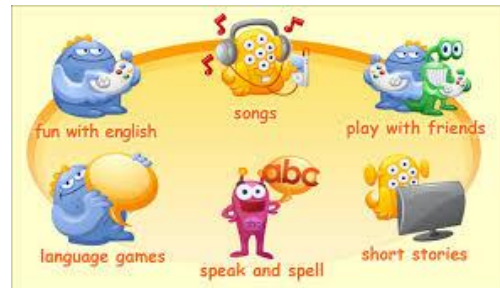 songs
fun with english
play with friends
abc
language games
speak and spell
short stories